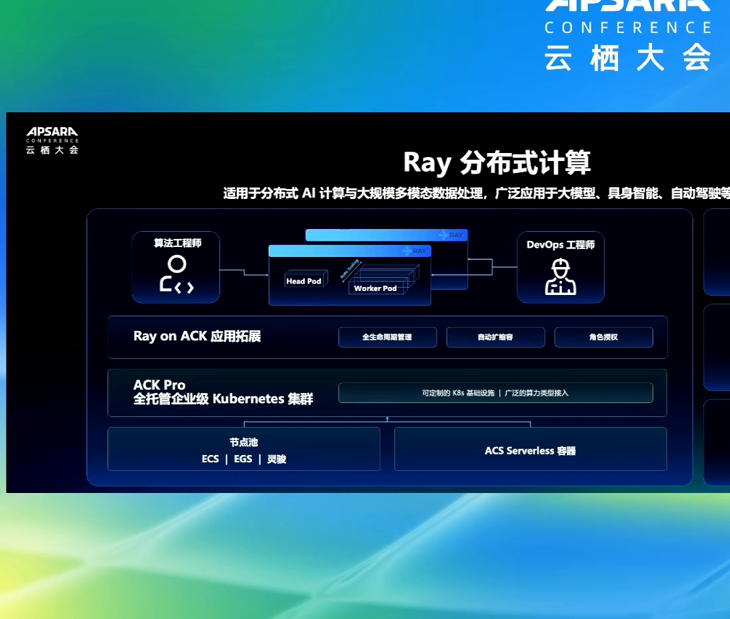 APSARA
CONFERENCE
云栖大会
APSARA
CONFERENCE
云栖大会
Ray 分布式计算
适用于分布式 AI 计算与大规模多模态数据处理，广泛应用于大模型、具身智能、自动驾驶等
算法工程师
RAY
RAY
DevOps 工程师
Head Pod
Auto Scaling
Worker Pod
Ray on ACK 应用拓展
全生命周期管理
自动扩缩容
角色授权
ACK Pro
全托管企业级 Kubernetes 集群
可定制的 K8s 基础设施 | 广泛的算力类型接入
节点池
ECS | EGS | 灵骏
ACS Serverless 容器